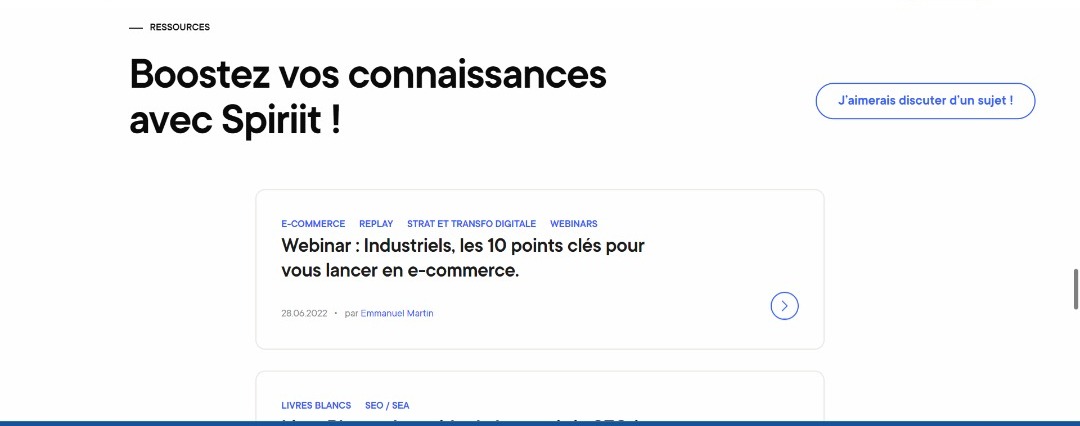 RESSOURCES
Boostez vos connaissances
avec Spiriit !
J'aimerais discuter d'un sujet !
E-COMMERCE REPLAY STRAT ET TRANSFO DIGITALE WEBINARS
Webinar : Industriels, les 10 points clés pour
vous lancer en e-commerce.
28.06.2022 • par Emmanuel Martin
LIVRES BLANCS SEO / SEA